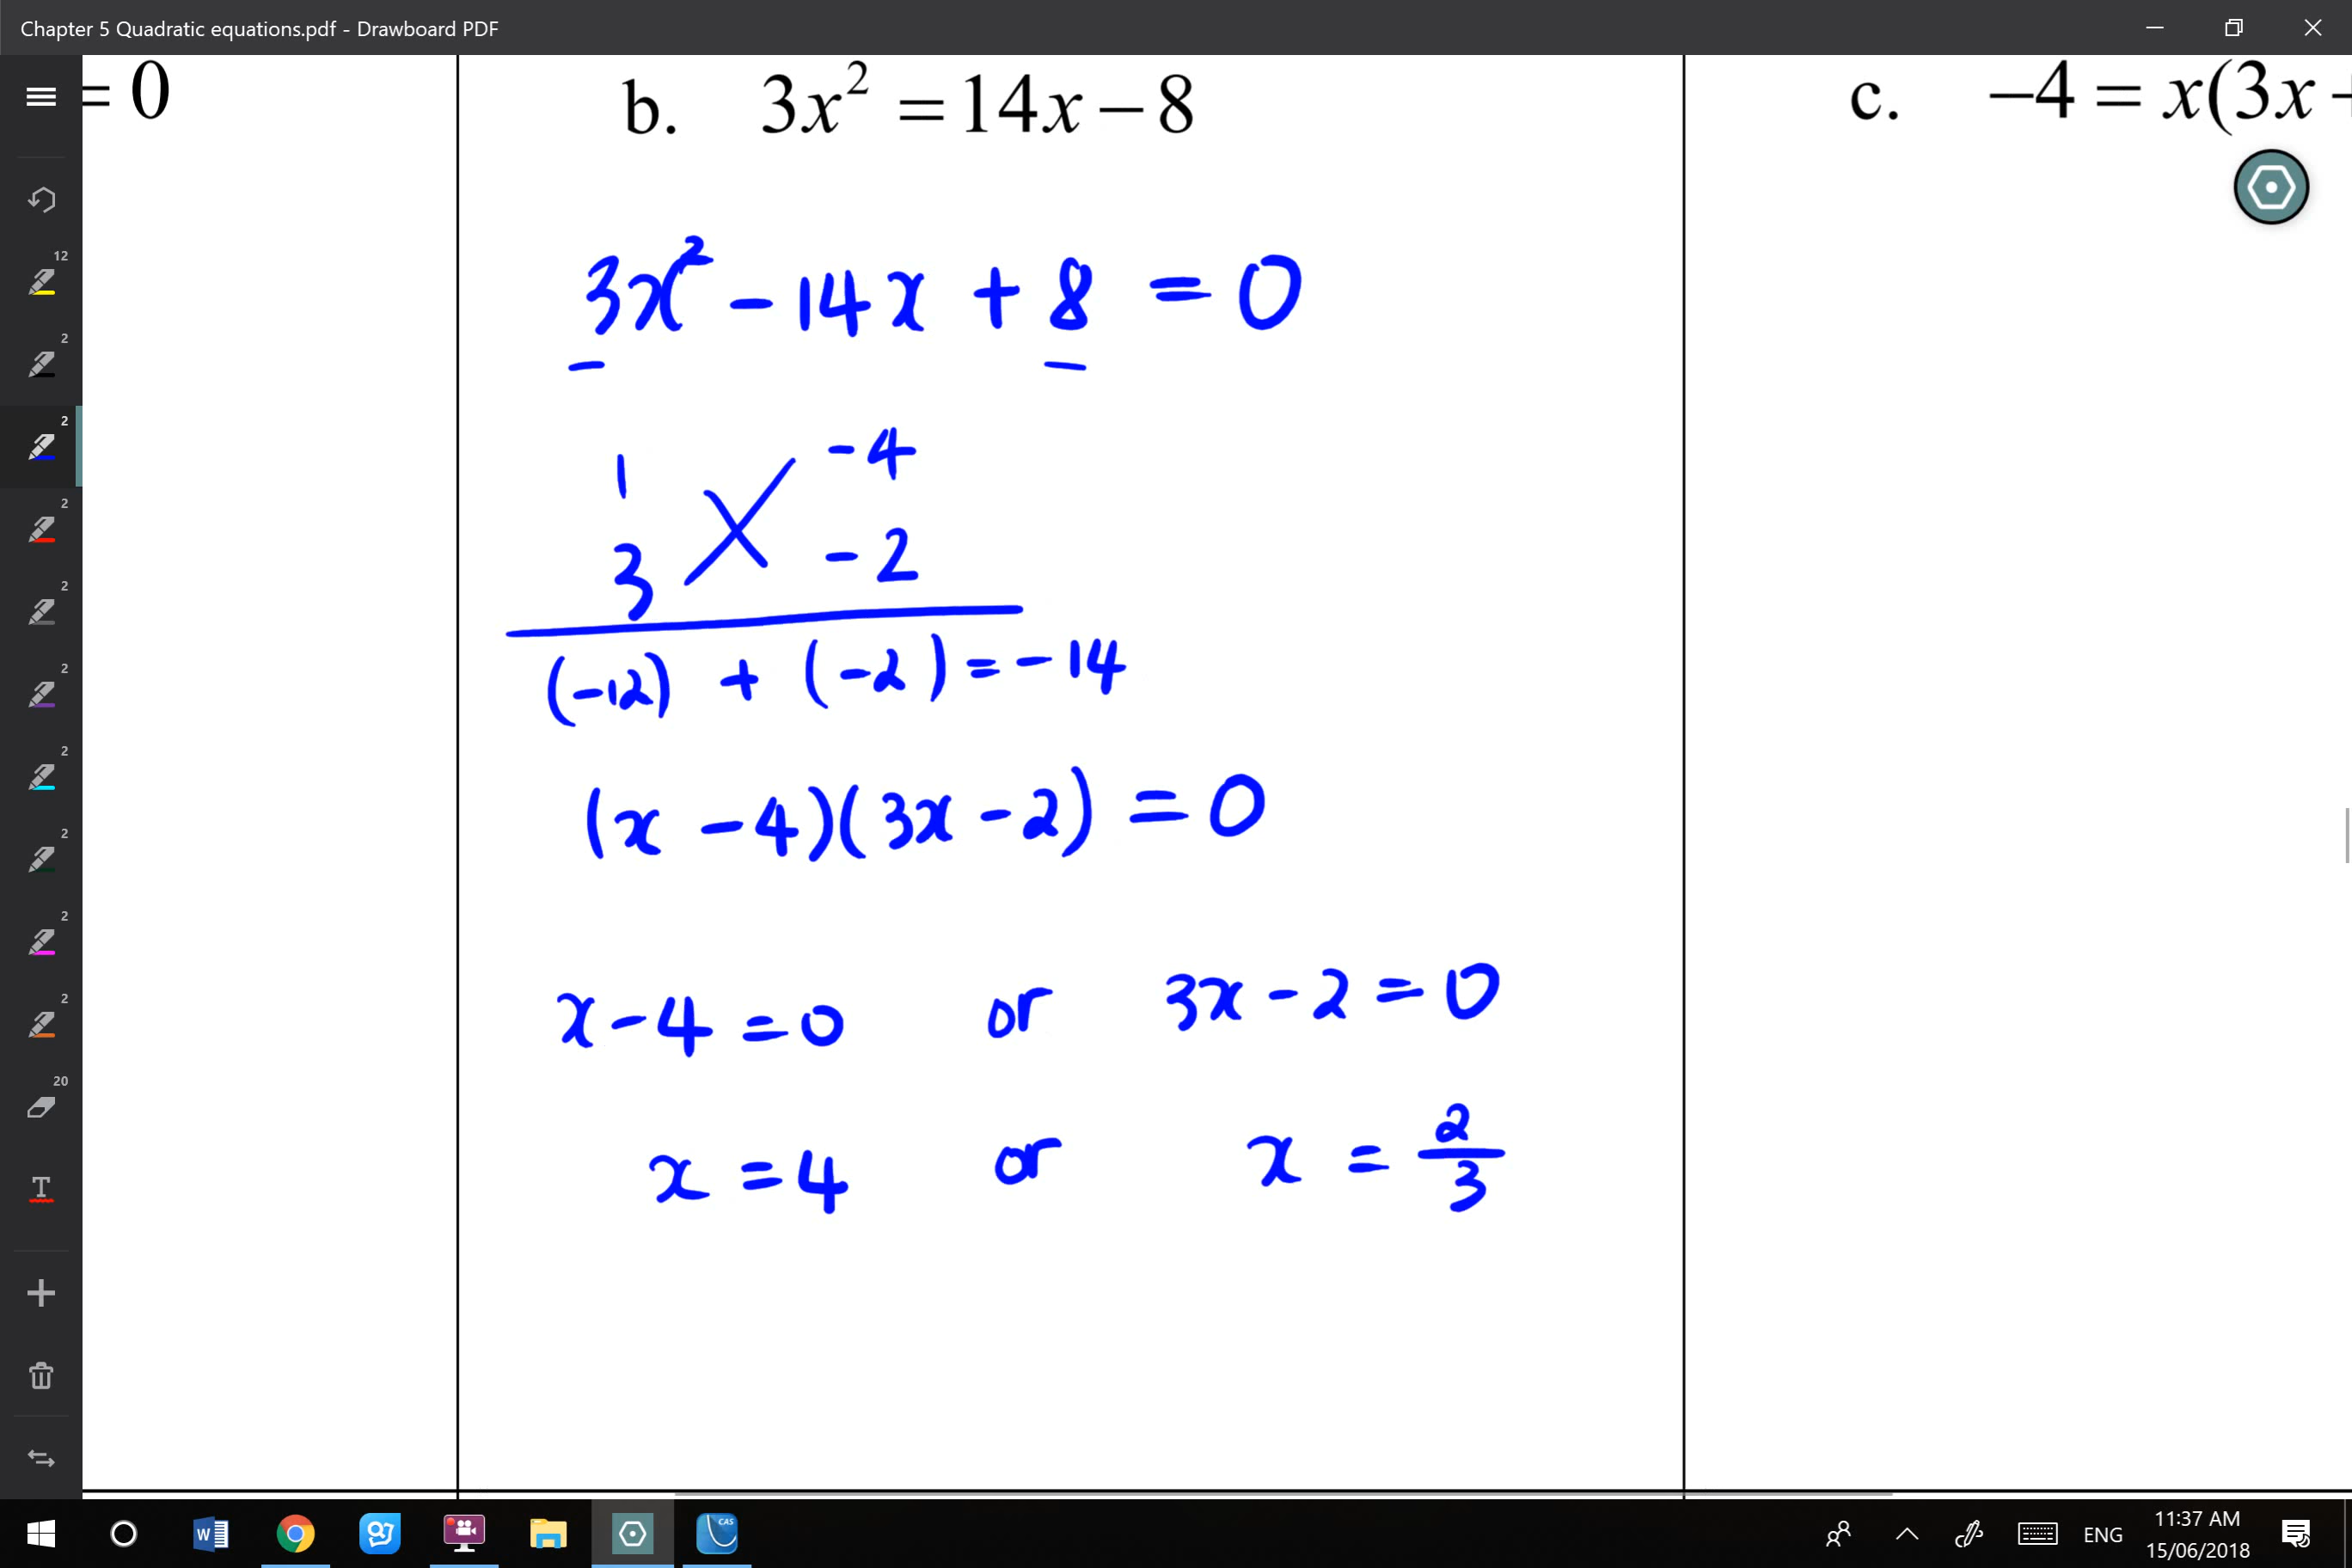 Chapter 5 Quadratic equations.pdf - Drawboard PDF
= 0
b. 3x² = 14x − 8
c. −4 = x(3x +
12
2
2
2
2
2
2
2
2
2
20
T
3x² − 14x + 8 = 0
1 -4
3 -2
(-12) + (-2) = -14
(x − 4)(3x − 2) = 0
x − 4 = 0 or 3x − 2 = 0
x = 4 or x = 2/3
W
CAS
ENG
11:37 AM
15/06/2018